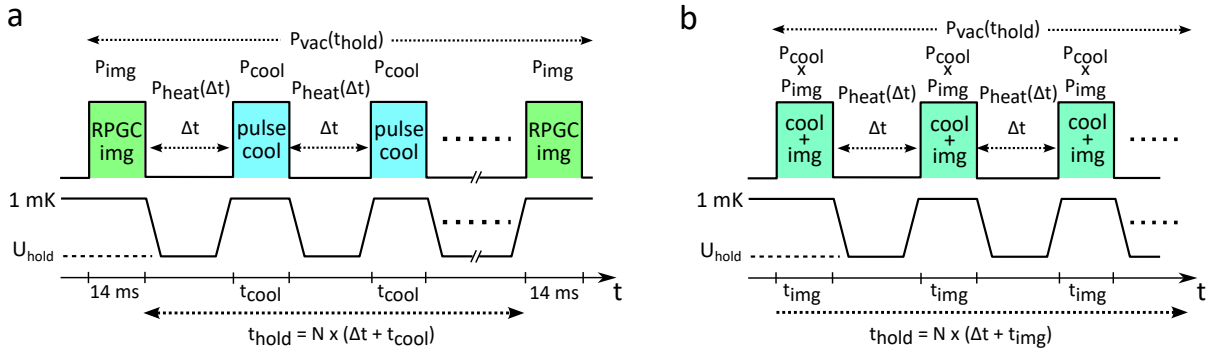 a
Pvac(thold)
Pimg Pcool Pcool Pimg
Pheat(Δt) Pheat(Δt)
RPGC img Δt pulse cool Δt pulse cool RPGC img
1 mK
Uhold
14 ms tcool tcool 14 ms t
thold = N x (Δt + tcool)
b
Pvac(thold)
Pcool Pcool Pcool
x x x
Pimg Pheat(Δt) Pimg Pheat(Δt) Pimg
cool + img Δt cool + img Δt cool + img
1 mK
Uhold
timg timg timg t
thold = N x (Δt + timg)